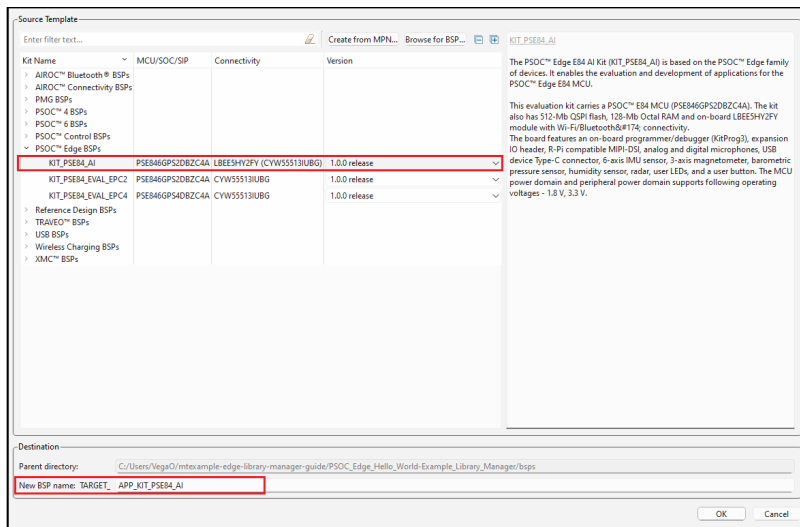 Source Template
Enter filter text...
Create from MPN... Browse for BSP...
Kit Name MCU/SOC/SIP Connectivity Version
AIROC™ Bluetooth® BSPs
AIROC™ Connectivity BSPs
PMG BSPs
PSOC™ 4 BSPs
PSOC™ 6 BSPs
PSOC™ Control BSPs
PSOC™ Edge BSPs
KIT_PSE84_AI PSE846GPS2DBZC4A LBEE5HY2FY (CYW55513IUBG) 1.0.0 release
KIT_PSE84_EVAL_EPC2 PSE846GPS2DBZC4A CYW55513IUBG 1.0.0 release
KIT_PSE84_EVAL_EPC4 PSE846GPS4DBZC4A CYW55513IUBG 1.0.0 release
Reference Design BSPs
TRAVEO™ BSPs
USB BSPs
Wireless Charging BSPs
XMC™ BSPs
KIT_PSE84_AI
The PSOC™ Edge E84 AI Kit (KIT_PSE84_AI) is based on the PSOC™ Edge family
of devices. It enables the evaluation and development of applications for the
PSOC™ Edge E84 MCU.
This evaluation kit carries a PSOC™ E84 MCU (PSE846GPS2DBZC4A). The kit
also has 512-Mb QSPI flash, 128-Mb Octal RAM and on-board LBEE5HY2FY
module with Wi-Fi/Bluetooth&#174; connectivity.
The board features an on-board programmer/debugger (KitProg3), expansion
IO header, R-Pi compatible MIPI-DSI, analog and digital microphones, USB
device Type-C connector, 6-axis IMU sensor, 3-axis magnetometer, barometric
pressure sensor, humidity sensor, radar, user LEDs, and a user button. The MCU
power domain and peripheral power domain supports following operating
voltages - 1.8 V, 3.3 V.
Destination
Parent directory: C:/Users/VegaO/mtexample-edge-library-manager-guide/PSOC_Edge_Hello_World-Example_Library_Manager/bsps
New BSP name: TARGET_ APP_KIT_PSE84_AI
OK Cancel